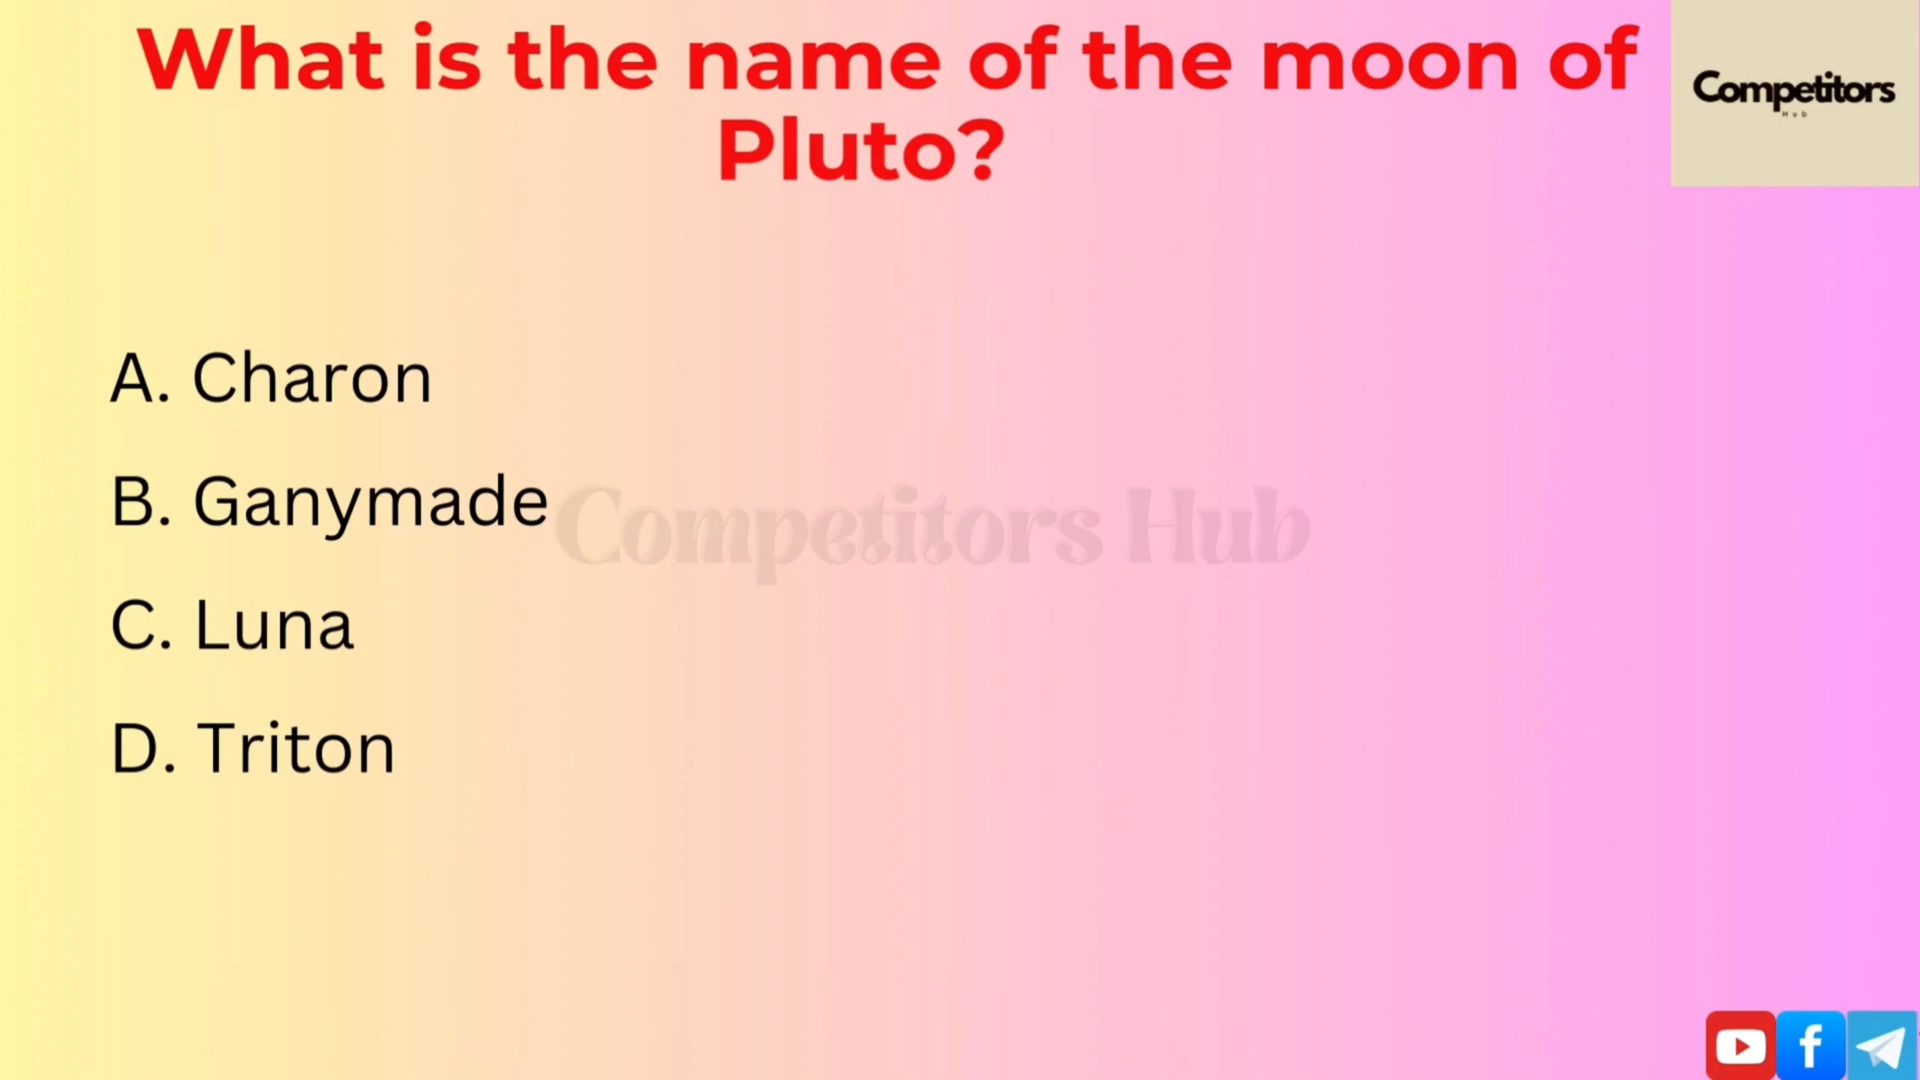 What is the name of the moon of
Pluto?
Competitors
Hub
A. Charon
B. Ganymade
Competitors Hub
C. Luna
D. Triton